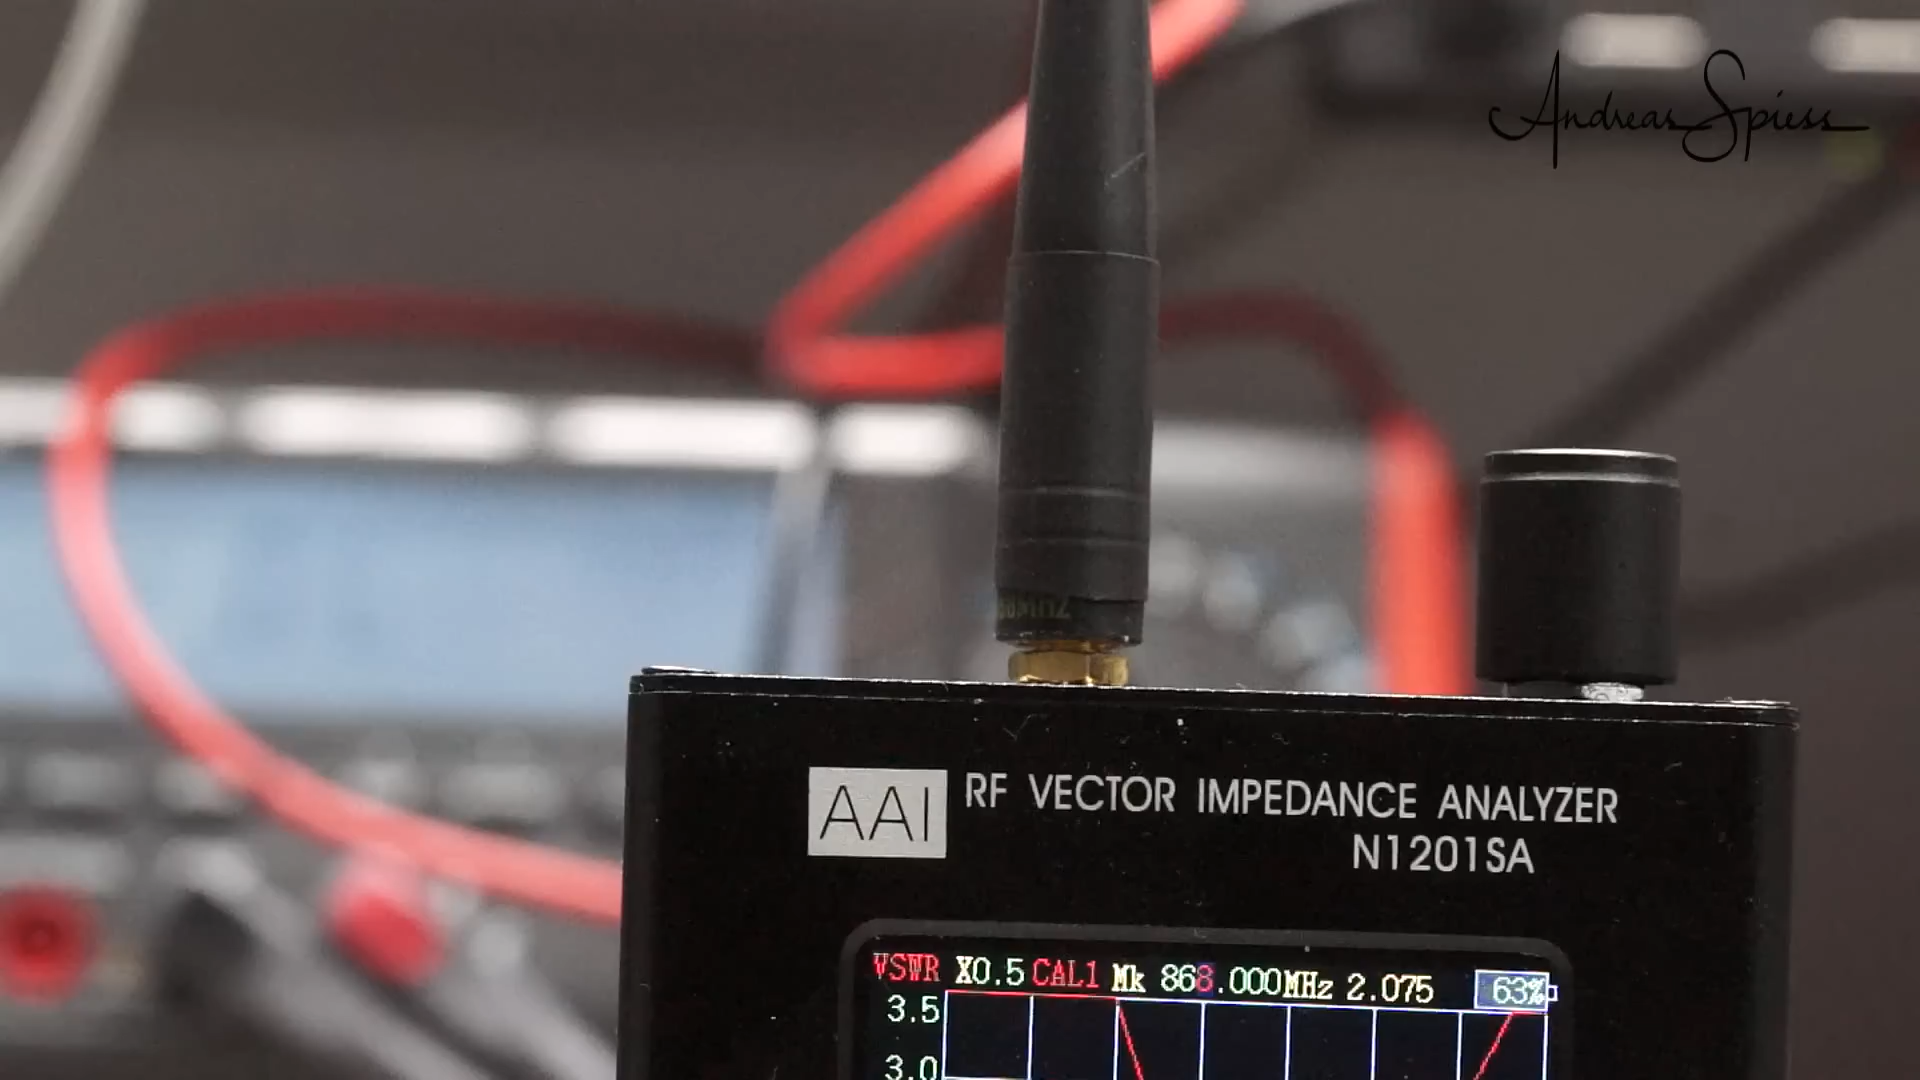 Andreas Spiess
AAI
RF VECTOR IMPEDANCE ANALYZER
N1201SA
VSWR X0.5 CAL1 Mk 868.000MHz 2.075 63%
3.5
3.0